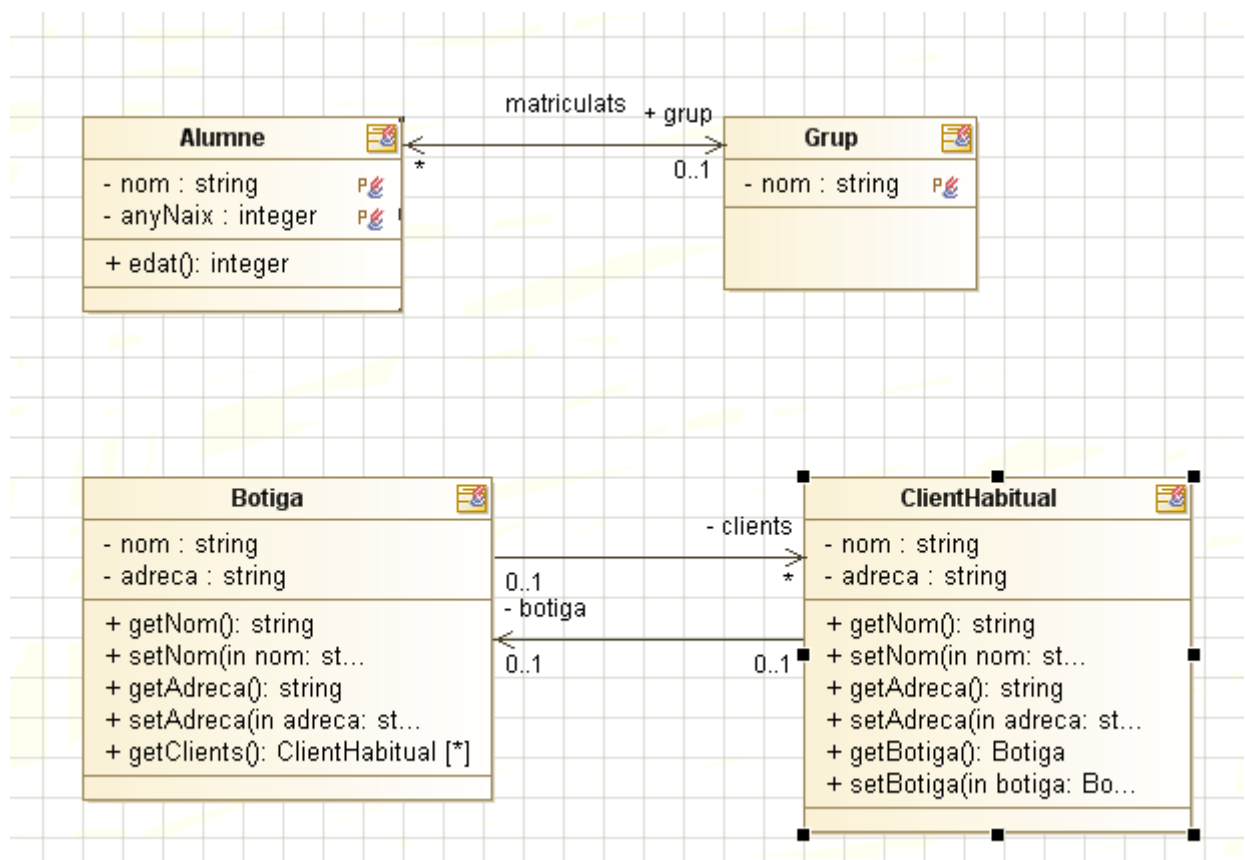 matriculats
+ grup
Alumne
Grup
*
0..1
- nom : string
- anyNaix : integer
- nom : string
+ edat(): integer
Botiga
ClientHabitual
- clients
- nom : string
- adreca : string
- nom : string
- adreca : string
0..1
*
- botiga
0..1
0..1
+ getNom(): string
+ setNom(in nom: st...
+ getAdreca(): string
+ setAdreca(in adreca: st...
+ getClients(): ClientHabitual [*]
+ getNom(): string
+ setNom(in nom: st...
+ getAdreca(): string
+ setAdreca(in adreca: st...
+ getBotiga(): Botiga
+ setBotiga(in botiga: Bo...